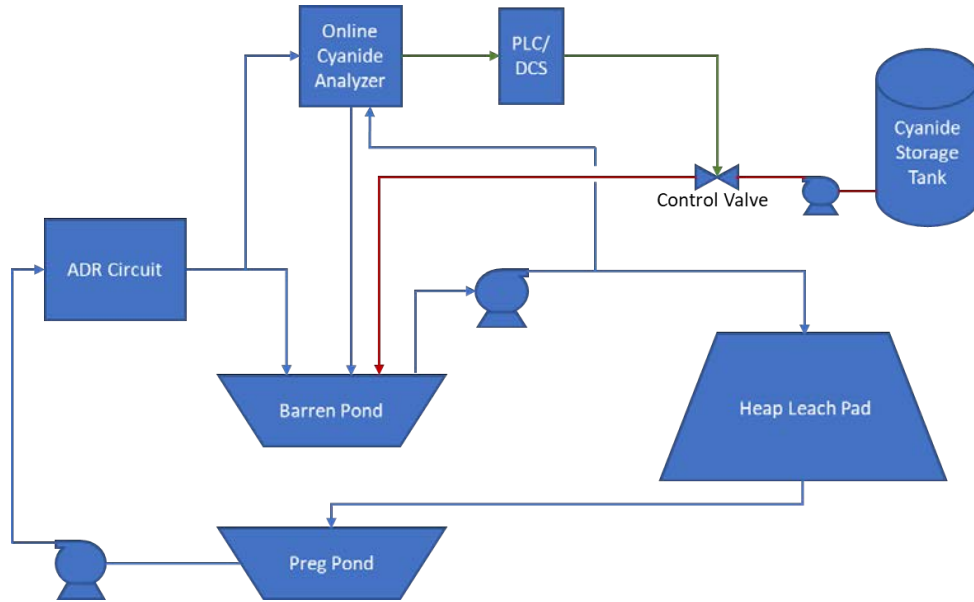 Online
Cyanide
Analyzer
PLC/
DCS
Cyanide
Storage
Tank
Control Valve
ADR Circuit
Barren Pond
Heap Leach Pad
Preg Pond